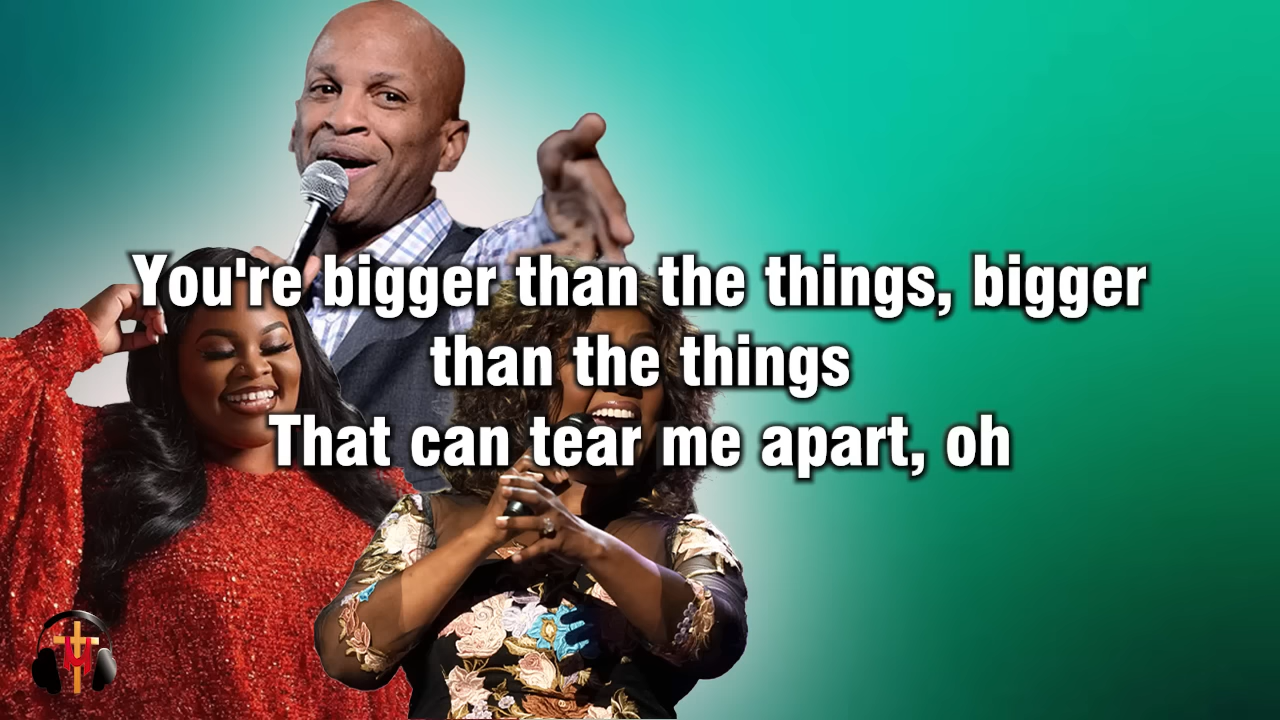 You're bigger than the things, bigger
than the things
That can tear me apart, oh